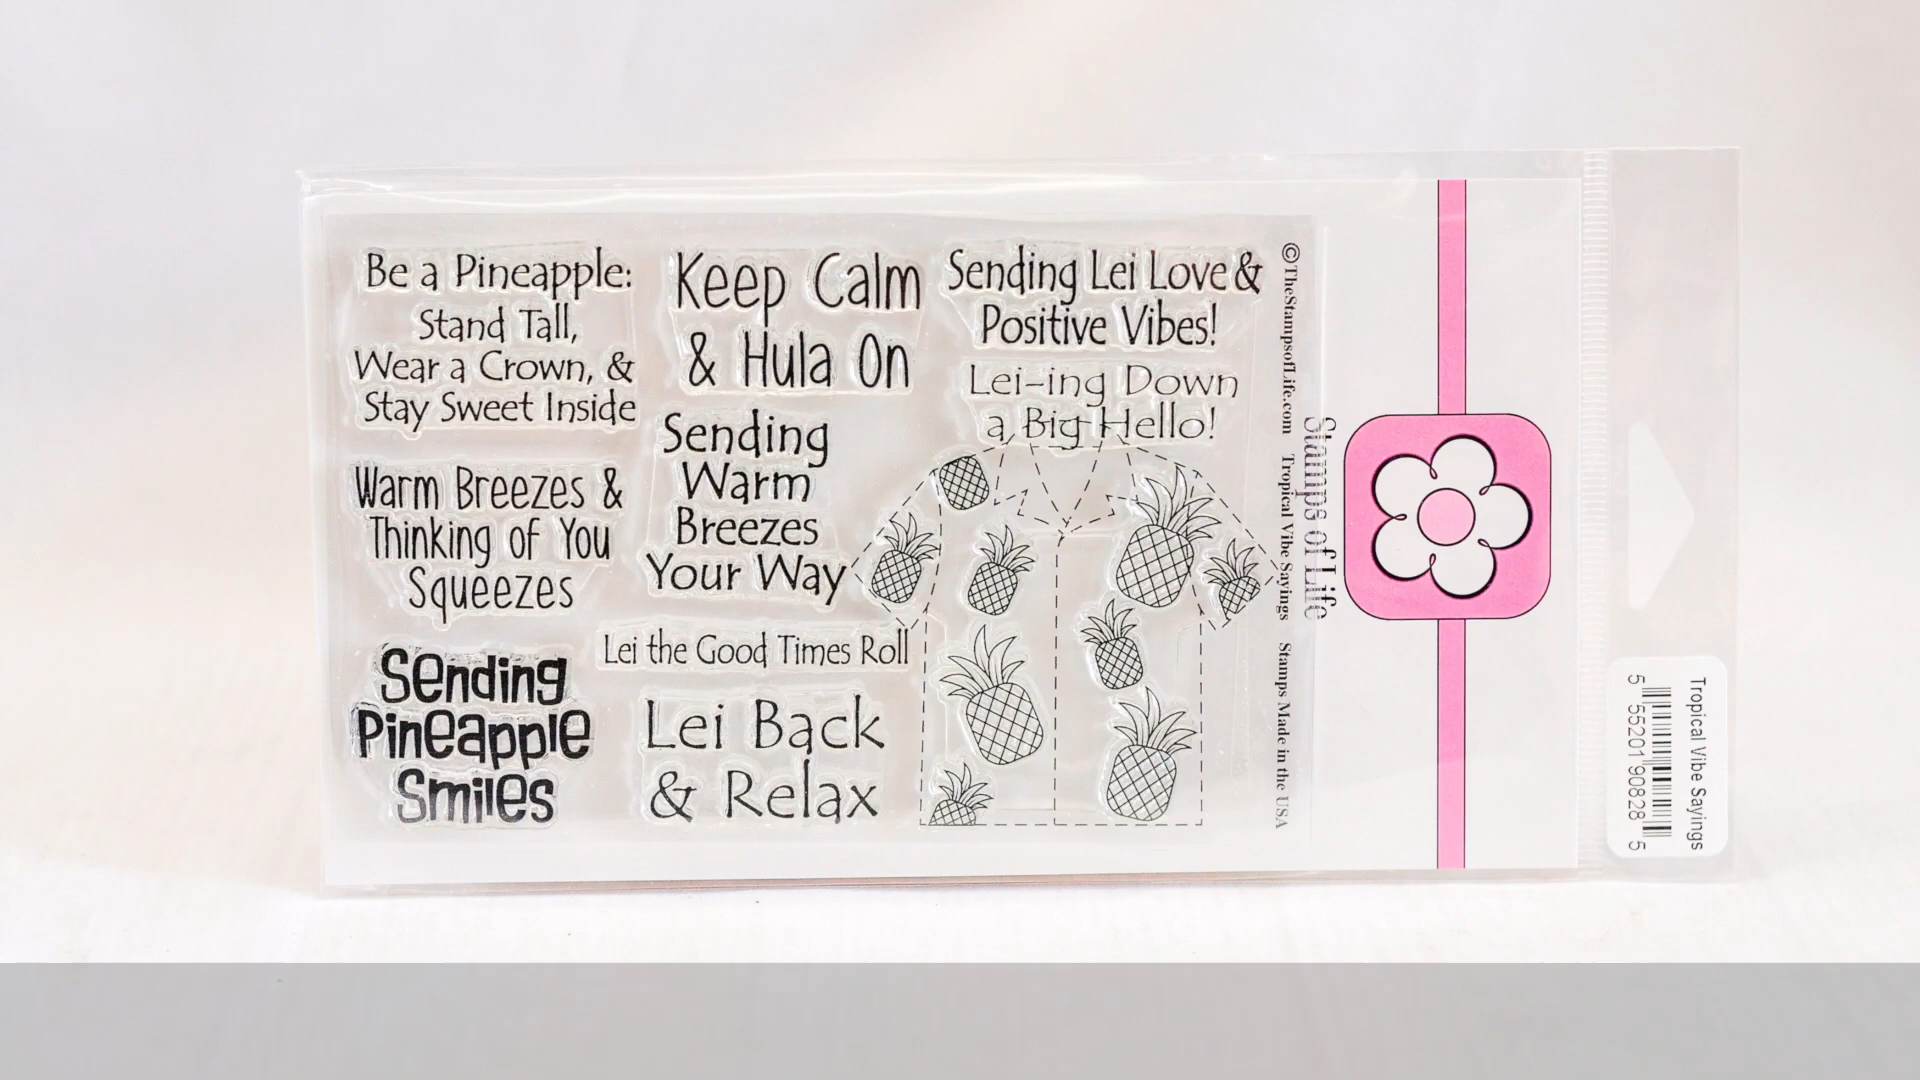 Be a Pineapple:
Stand Tall,
Wear a Crown, &
Stay Sweet Inside
Keep Calm
& Hula On
Sending Lei Love &
Positive Vibes!
Lei-ing Down
a Big Hello!
Warm Breezes &
Thinking of You
Squeezes
Sending
Warm
Breezes
Your Way
Sending
Pineapple
Smiles
Lei the Good Times Roll
Lei Back
& Relax
©TheStampsofLife.com Tropical Vibe Sayings Stamps Made in the USA
Stamps of Life
Tropical Vibe Sayings
5 55201 90828 5